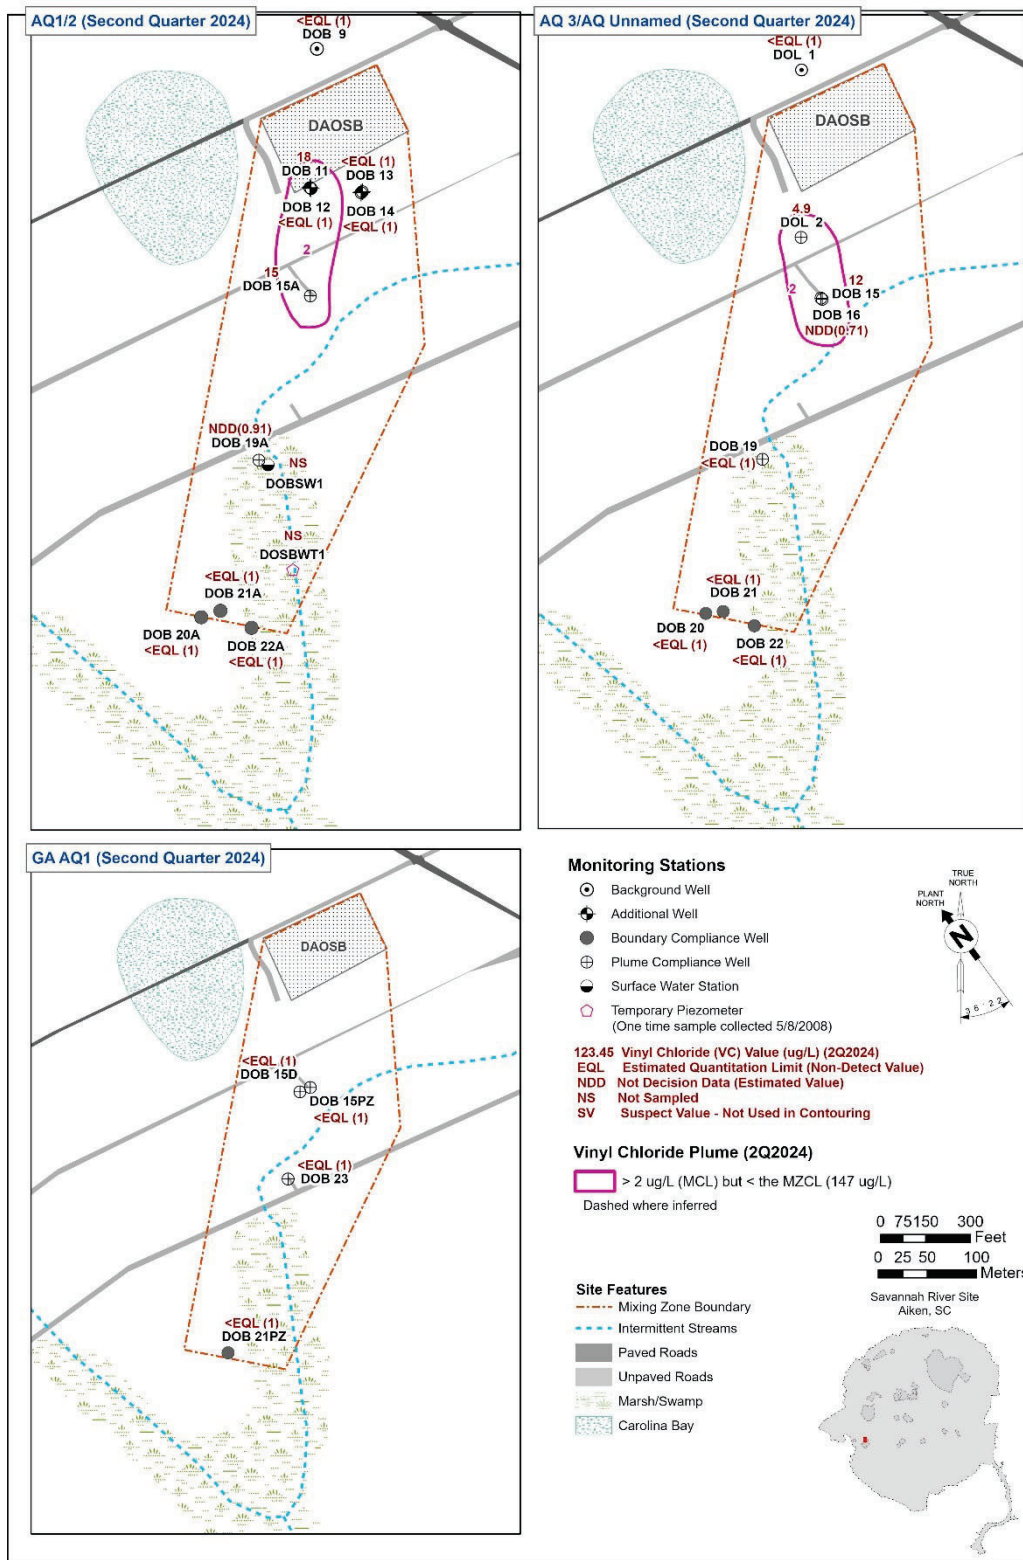 AQ1/2 (Second Quarter 2024)
<EQL (1)
DOB 9
DAOSB
18
DOB 11
<EQL (1)
DOB 13
DOB 12
<EQL (1)
DOB 14
<EQL (1)
2
15
DOB 15A
NDD(0.91)
DOB 19A
NS
DOBSW1
NS
DOSBWT1
<EQL (1)
DOB 21A
DOB 20A
<EQL (1)
DOB 22A
<EQL (1)
AQ 3/AQ Unnamed (Second Quarter 2024)
<EQL (1)
DOL 1
DAOSB
4.9
DOL 2
2
12
DOB 15
DOB 16
NDD(0.71)
DOB 19
<EQL (1)
<EQL (1)
DOB 21
DOB 20
<EQL (1)
DOB 22
<EQL (1)
GA AQ1 (Second Quarter 2024)
DAOSB
<EQL (1)
DOB 15D
DOB 15PZ
<EQL (1)
<EQL (1)
DOB 23
<EQL (1)
DOB 21PZ
Monitoring Stations
Background Well
Additional Well
Boundary Compliance Well
Plume Compliance Well
Surface Water Station
Temporary Piezometer
(One time sample collected 5/8/2008)
TRUE
NORTH
PLANT
NORTH
N
36-22
123.45 Vinyl Chloride (VC) Value (ug/L) (2Q2024)
EQL Estimated Quantitation Limit (Non-Detect Value)
NDD Not Decision Data (Estimated Value)
NS Not Sampled
SV Suspect Value - Not Used in Contouring
Vinyl Chloride Plume (2Q2024)
> 2 ug/L (MCL) but < the MZCL (147 ug/L)
Dashed where inferred
0 75 150 300
Feet
0 25 50 100
Meters
Savannah River Site
Aiken, SC
Site Features
Mixing Zone Boundary
Intermittent Streams
Paved Roads
Unpaved Roads
Marsh/Swamp
Carolina Bay